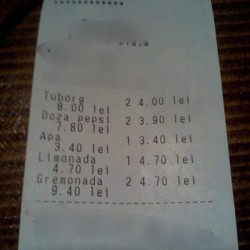 Tuborg 2 4.00 lei
8.00 lei
Doza pepsi 2 3.90 lei
7.80 lei
Apa 1 3.40 lei
3.40 lei
Limonada 1 4.70 lei
4.70 lei
Gremonada 2 4.70 lei
9.40 lei